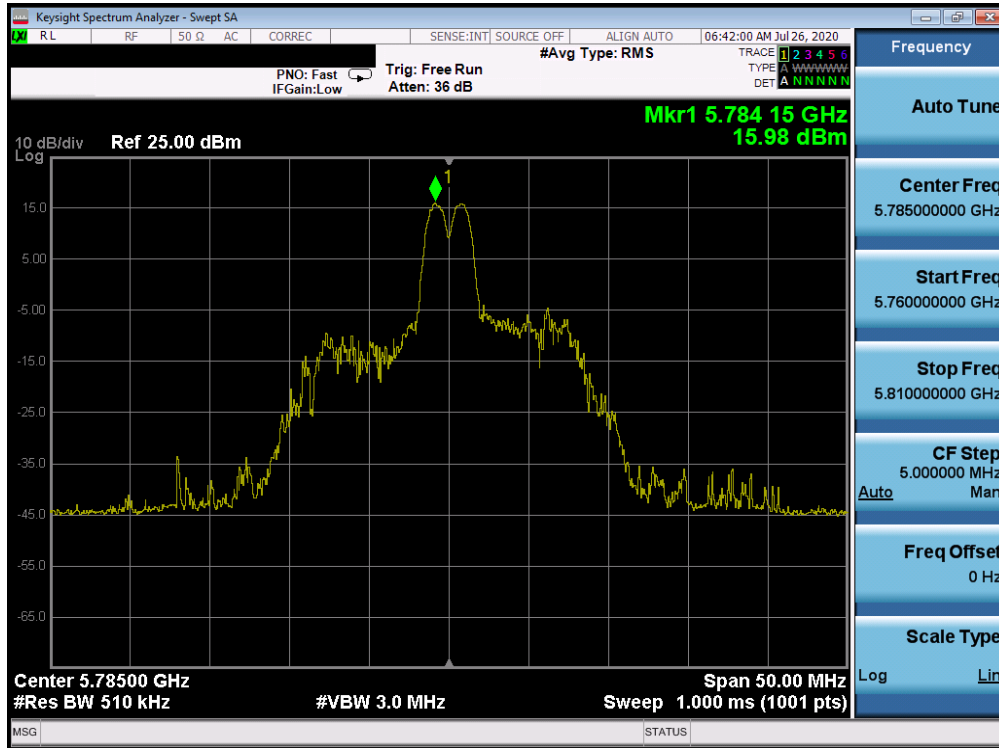 Keysight Spectrum Analyzer - Swept SA
LXI RL RF 50 Ω AC CORREC SENSE:INT SOURCE OFF ALIGN AUTO 06:42:00 AM Jul 26, 2020
#Avg Type: RMS
TRACE 1 2 3 4 5 6
PNO: Fast Trig: Free Run
TYPE A WWWWW
IFGain:Low Atten: 36 dB
DET A N N N N N
Mkr1 5.784 15 GHz
15.98 dBm
10 dB/div Ref 25.00 dBm
Log
1
15.0
5.00
-5.00
-15.0
-25.0
-35.0
-45.0
-55.0
-65.0
Center 5.78500 GHz Span 50.00 MHz
#Res BW 510 kHz #VBW 3.0 MHz Sweep 1.000 ms (1001 pts)
MSG STATUS
Frequency
Auto Tune
Center Freq
5.785000000 GHz
Start Freq
5.760000000 GHz
Stop Freq
5.810000000 GHz
CF Step
5.000000 MHz
Auto Man
Freq Offset
0 Hz
Scale Type
Log Lin